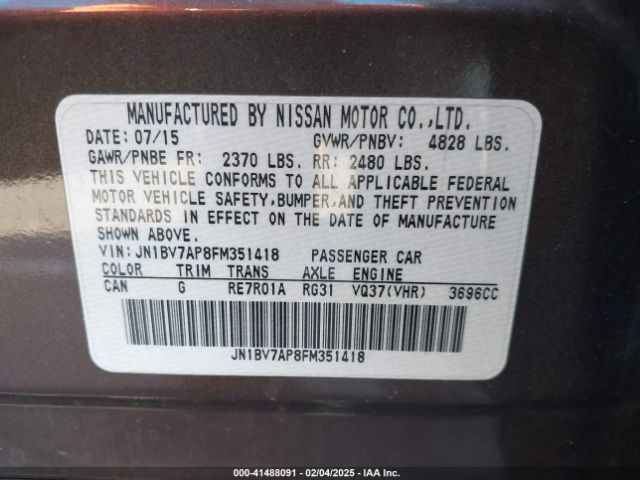 MANUFACTURED BY NISSAN MOTOR CO.,LTD.
DATE: 07/15 GVWR/PNBV: 4828 LBS.
GAWR/PNBE FR: 2370 LBS. RR: 2480 LBS.
THIS VEHICLE CONFORMS TO ALL APPLICABLE FEDERAL
MOTOR VEHICLE SAFETY,BUMPER,AND THEFT PREVENTION
STANDARDS IN EFFECT ON THE DATE OF MANUFACTURE
SHOWN ABOVE.
VIN: JN1BV7AP8FM351418 PASSENGER CAR
COLOR TRIM TRANS AXLE ENGINE
CAN G RE7R01A RG31 VQ37(VHR) 3696CC
JN1BV7AP8FM351418
000-41488091 - 02/04/2025 - IAA Inc.